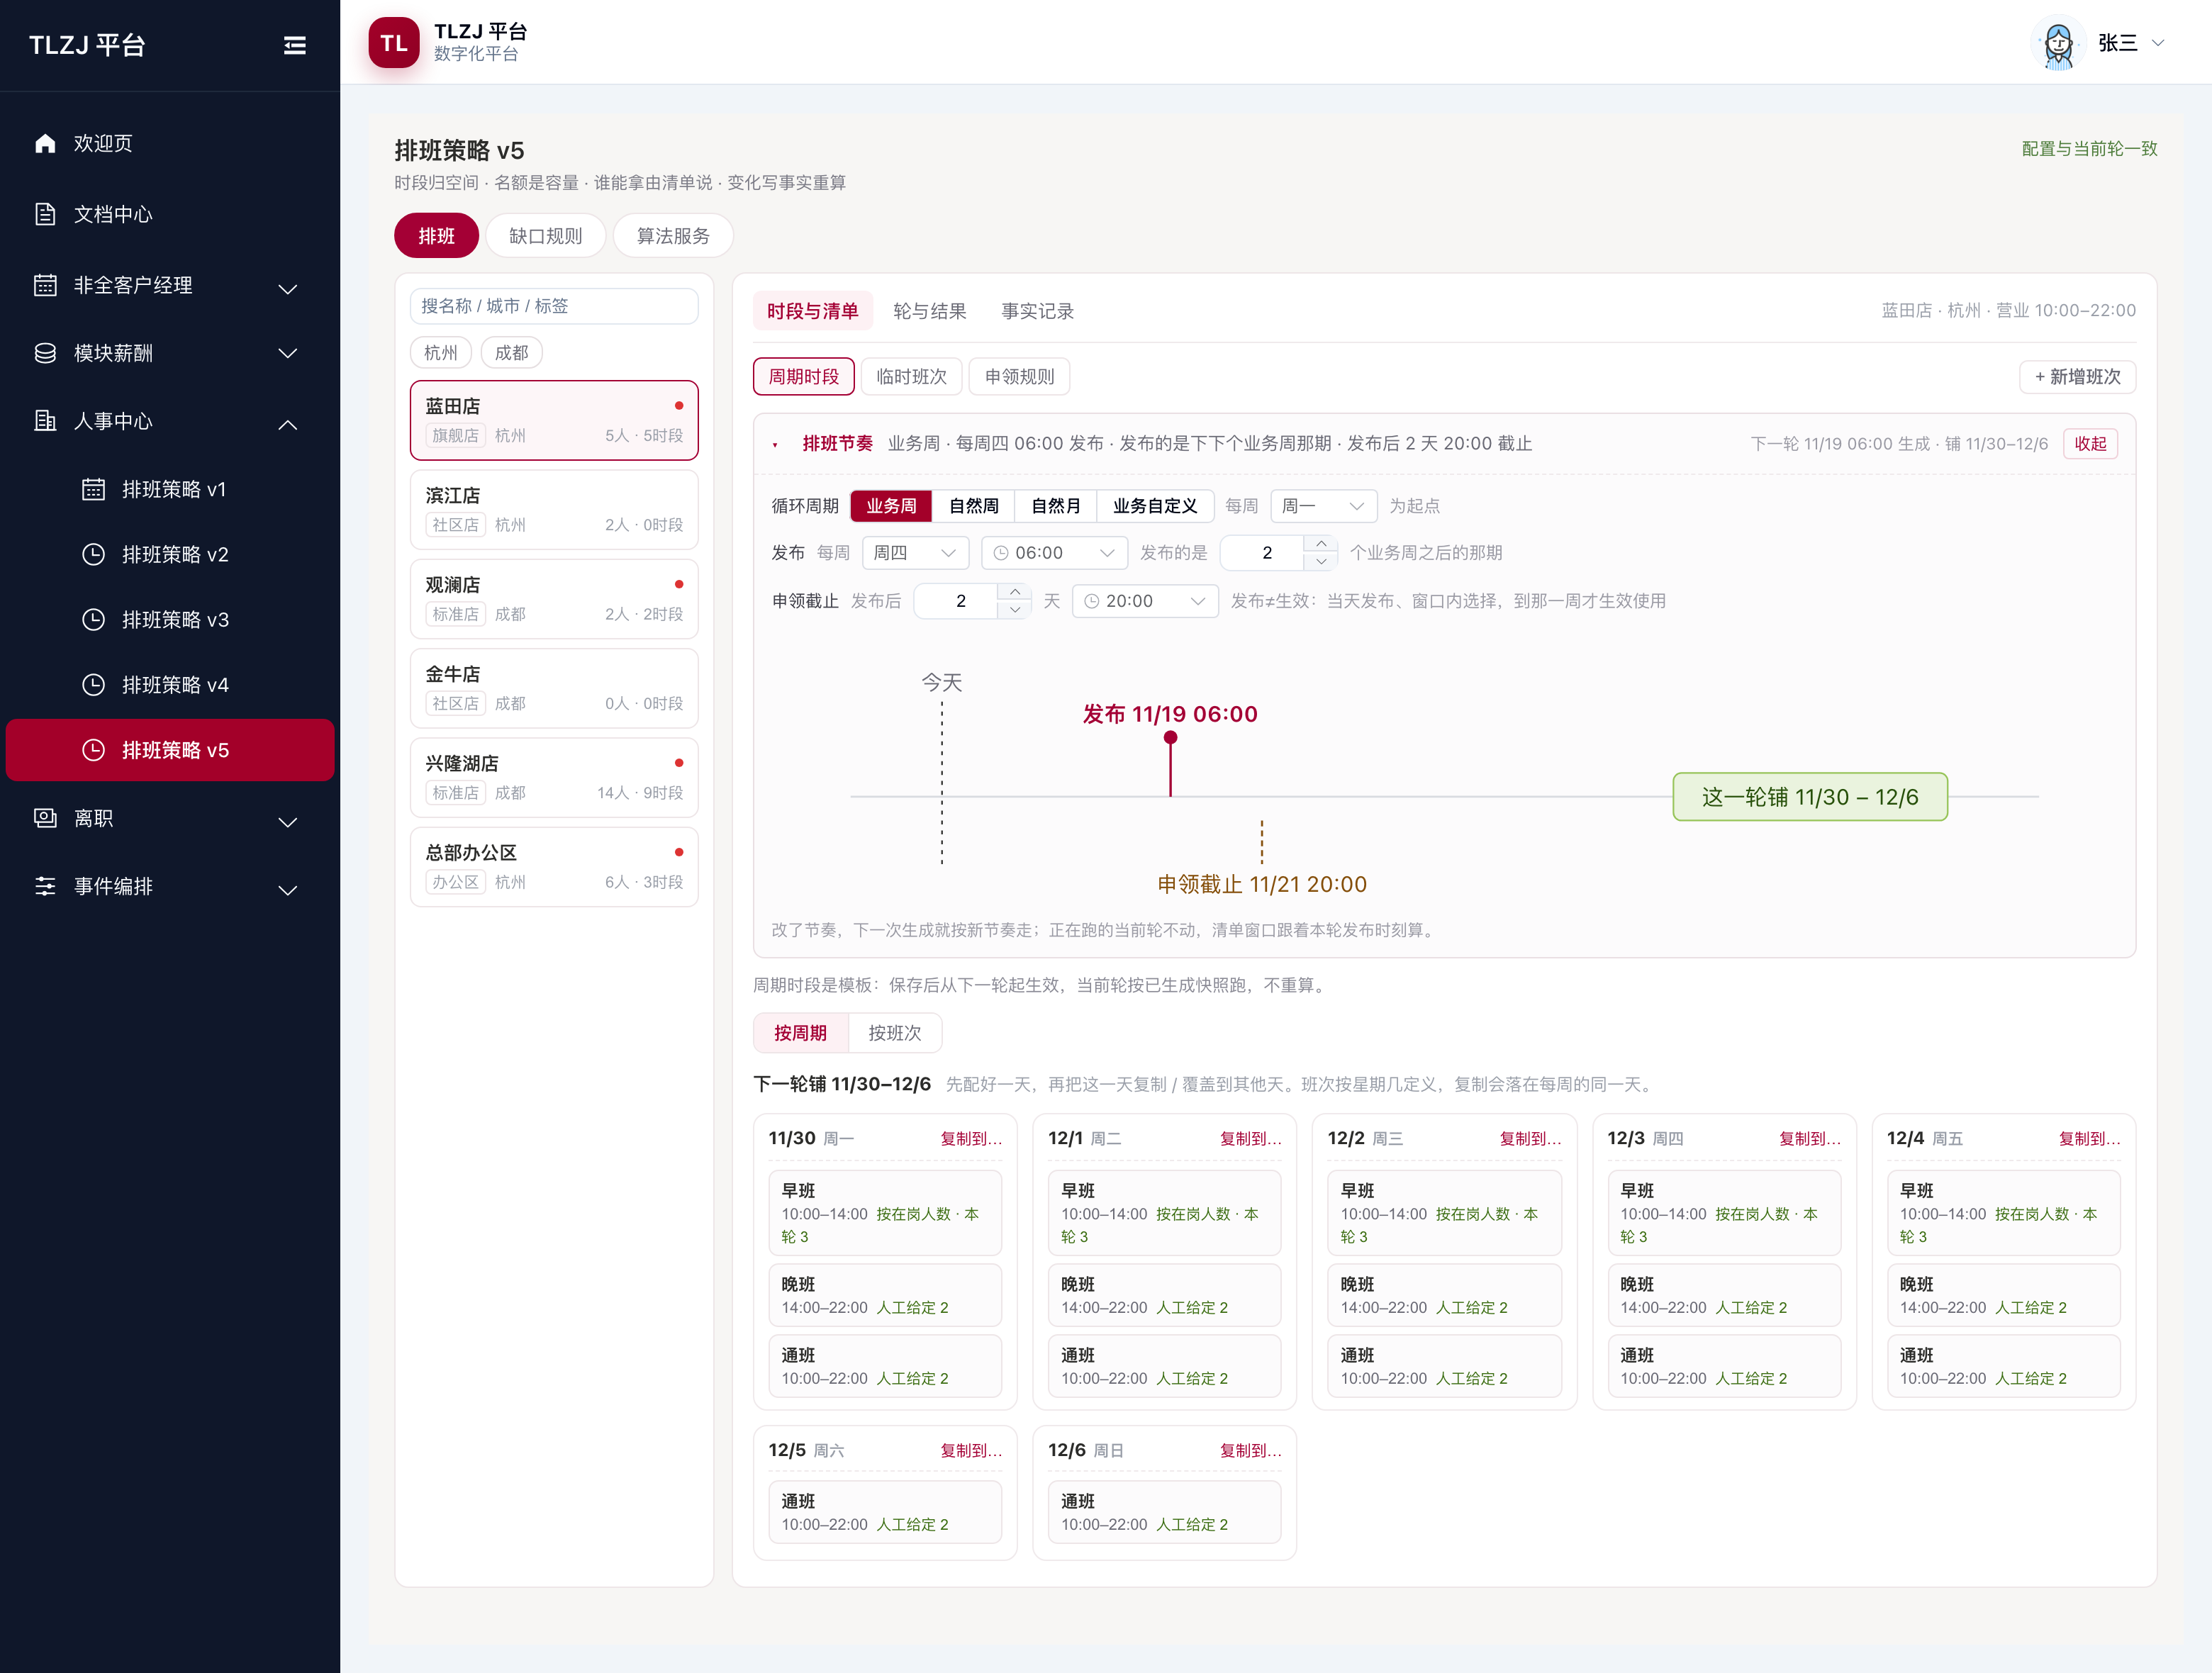 TLZJ 平台
欢迎页
文档中心
非全客户经理
模块薪酬
人事中心
排班策略 v1
排班策略 v2
排班策略 v3
排班策略 v4
排班策略 v5
离职
事件编排
TL
TLZJ 平台
数字化平台
张三
排班策略 v5
配置与当前轮一致
时段归空间 · 名额是容量 · 谁能拿由清单说 · 变化写事实重算
排班 缺口规则 算法服务
搜名称 / 城市 / 标签
杭州 成都
蓝田店
旗舰店 杭州 5人 · 5时段
滨江店
社区店 杭州 2人 · 0时段
观澜店
标准店 成都 2人 · 2时段
金牛店
社区店 成都 0人 · 0时段
兴隆湖店
标准店 成都 14人 · 9时段
总部办公区
办公区 杭州 6人 · 3时段
时段与清单 轮与结果 事实记录 蓝田店 · 杭州 · 营业 10:00–22:00
周期时段 临时班次 申领规则 + 新增班次
排班节奏 业务周 · 每周四 06:00 发布 · 发布的是下下个业务周那期 · 发布后 2 天 20:00 截止 下一轮 11/19 06:00 生成 · 铺 11/30–12/6 收起
循环周期 业务周 自然周 自然月 业务自定义 每周 周一 为起点
发布 每周 周四 06:00 发布的是 2 个业务周之后的那期
申领截止 发布后 2 天 20:00 发布≠生效：当天发布、窗口内选择，到那一周才生效使用
今天
发布 11/19 06:00
这一轮铺 11/30 – 12/6
申领截止 11/21 20:00
改了节奏，下一次生成就按新节奏走；正在跑的当前轮不动，清单窗口跟着本轮发布时刻算。
周期时段是模板：保存后从下一轮起生效，当前轮按已生成快照跑，不重算。
按周期 按班次
下一轮铺 11/30–12/6 先配好一天，再把这一天复制 / 覆盖到其他天。班次按星期几定义，复制会落在每周的同一天。
11/30 周一 复制到…
早班
10:00–14:00 按在岗人数 · 本
轮 3
晚班
14:00–22:00 人工给定 2
通班
10:00–22:00 人工给定 2
12/1 周二 复制到…
早班
10:00–14:00 按在岗人数 · 本
轮 3
晚班
14:00–22:00 人工给定 2
通班
10:00–22:00 人工给定 2
12/2 周三 复制到…
早班
10:00–14:00 按在岗人数 · 本
轮 3
晚班
14:00–22:00 人工给定 2
通班
10:00–22:00 人工给定 2
12/3 周四 复制到…
早班
10:00–14:00 按在岗人数 · 本
轮 3
晚班
14:00–22:00 人工给定 2
通班
10:00–22:00 人工给定 2
12/4 周五 复制到…
早班
10:00–14:00 按在岗人数 · 本
轮 3
晚班
14:00–22:00 人工给定 2
通班
10:00–22:00 人工给定 2
12/5 周六 复制到…
通班
10:00–22:00 人工给定 2
12/6 周日 复制到…
通班
10:00–22:00 人工给定 2